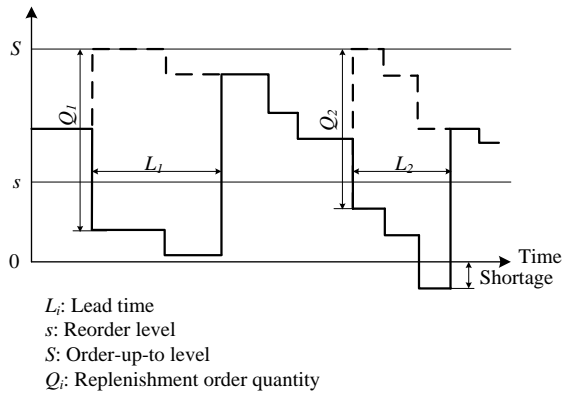 S
Q1
Q2
L1
L2
s
0
Time
Shortage
Li: Lead time
s: Reorder level
S: Order-up-to level
Qi: Replenishment order quantity